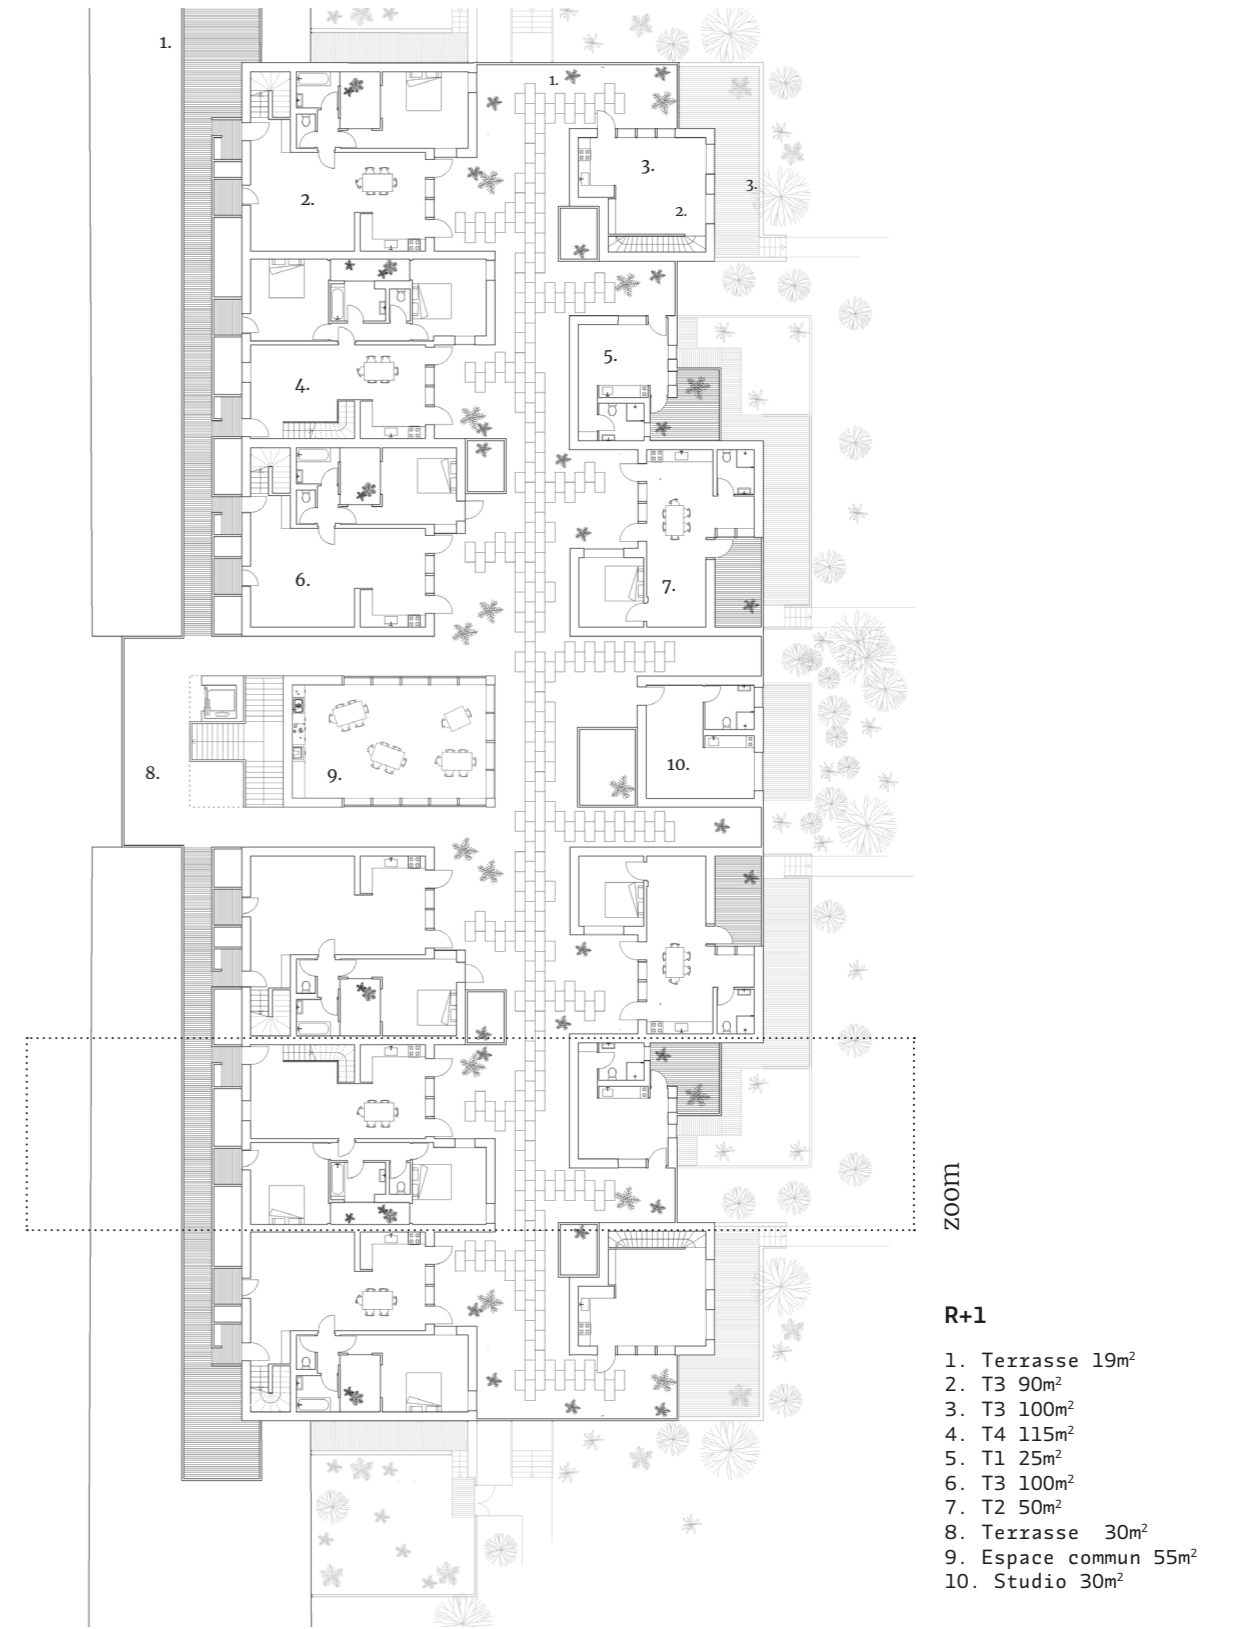 1.
1.
3.
3.
2.
2.
5.
4.
6.
7.
10.
8.
9.
zoom
R+1
1. Terrasse 19m²
2. T3 90m²
3. T3 100m²
4. T4 115m²
5. T1 25m²
6. T3 100m²
7. T2 50m²
8. Terrasse  30m²
9. Espace commun 55m²
10. Studio 30m²